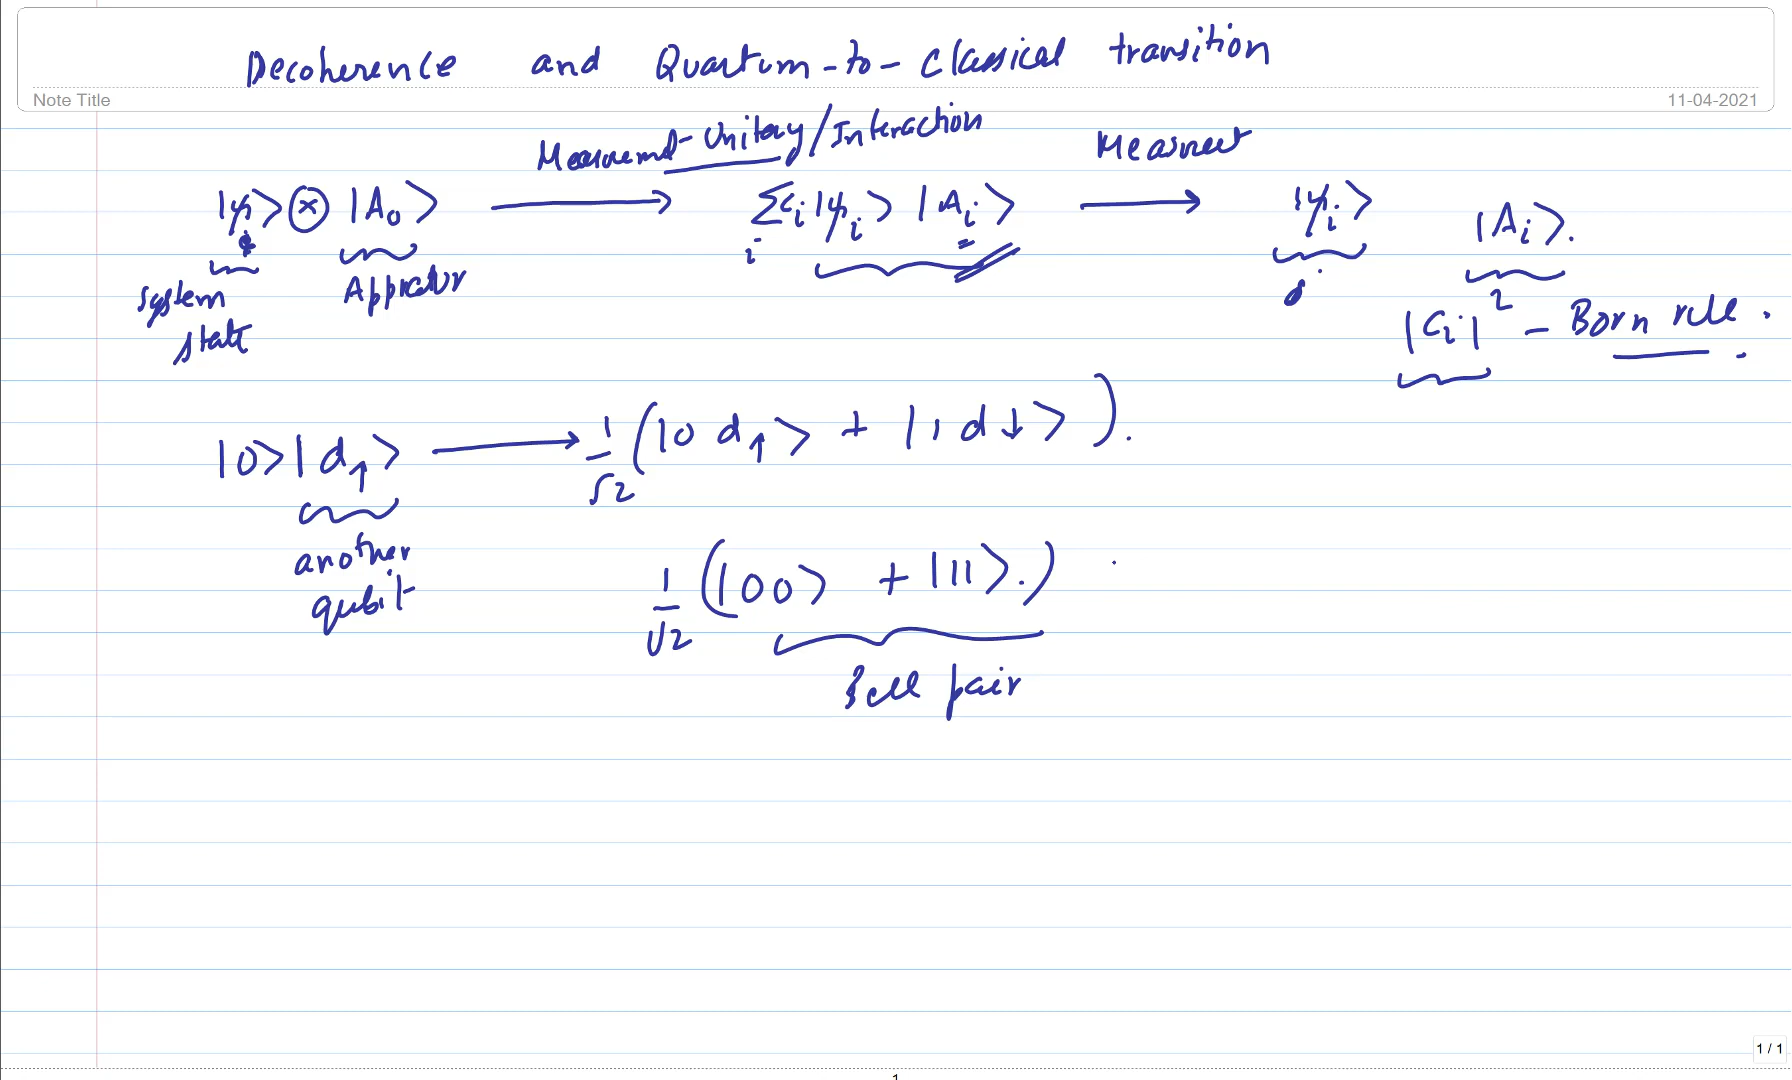 Decoherence and Quantum-to-classical transition
Note Title
11-04-2021
Measurement-Unitary/Interaction Measurement
|ψ⟩ ⊗ |A₀⟩ → Σᵢ cᵢ |ψᵢ⟩ |Aᵢ⟩ → |ψᵢ⟩ |Aᵢ⟩.
system state
Apparatus
|cᵢ|² – Born rule.
|0⟩|d↑⟩ → 1/√2 (|0 d↑⟩ + |1 d↓⟩).
another qubit
1/√2 (|00⟩ + |11⟩.)
Bell pair
1 / 1
1